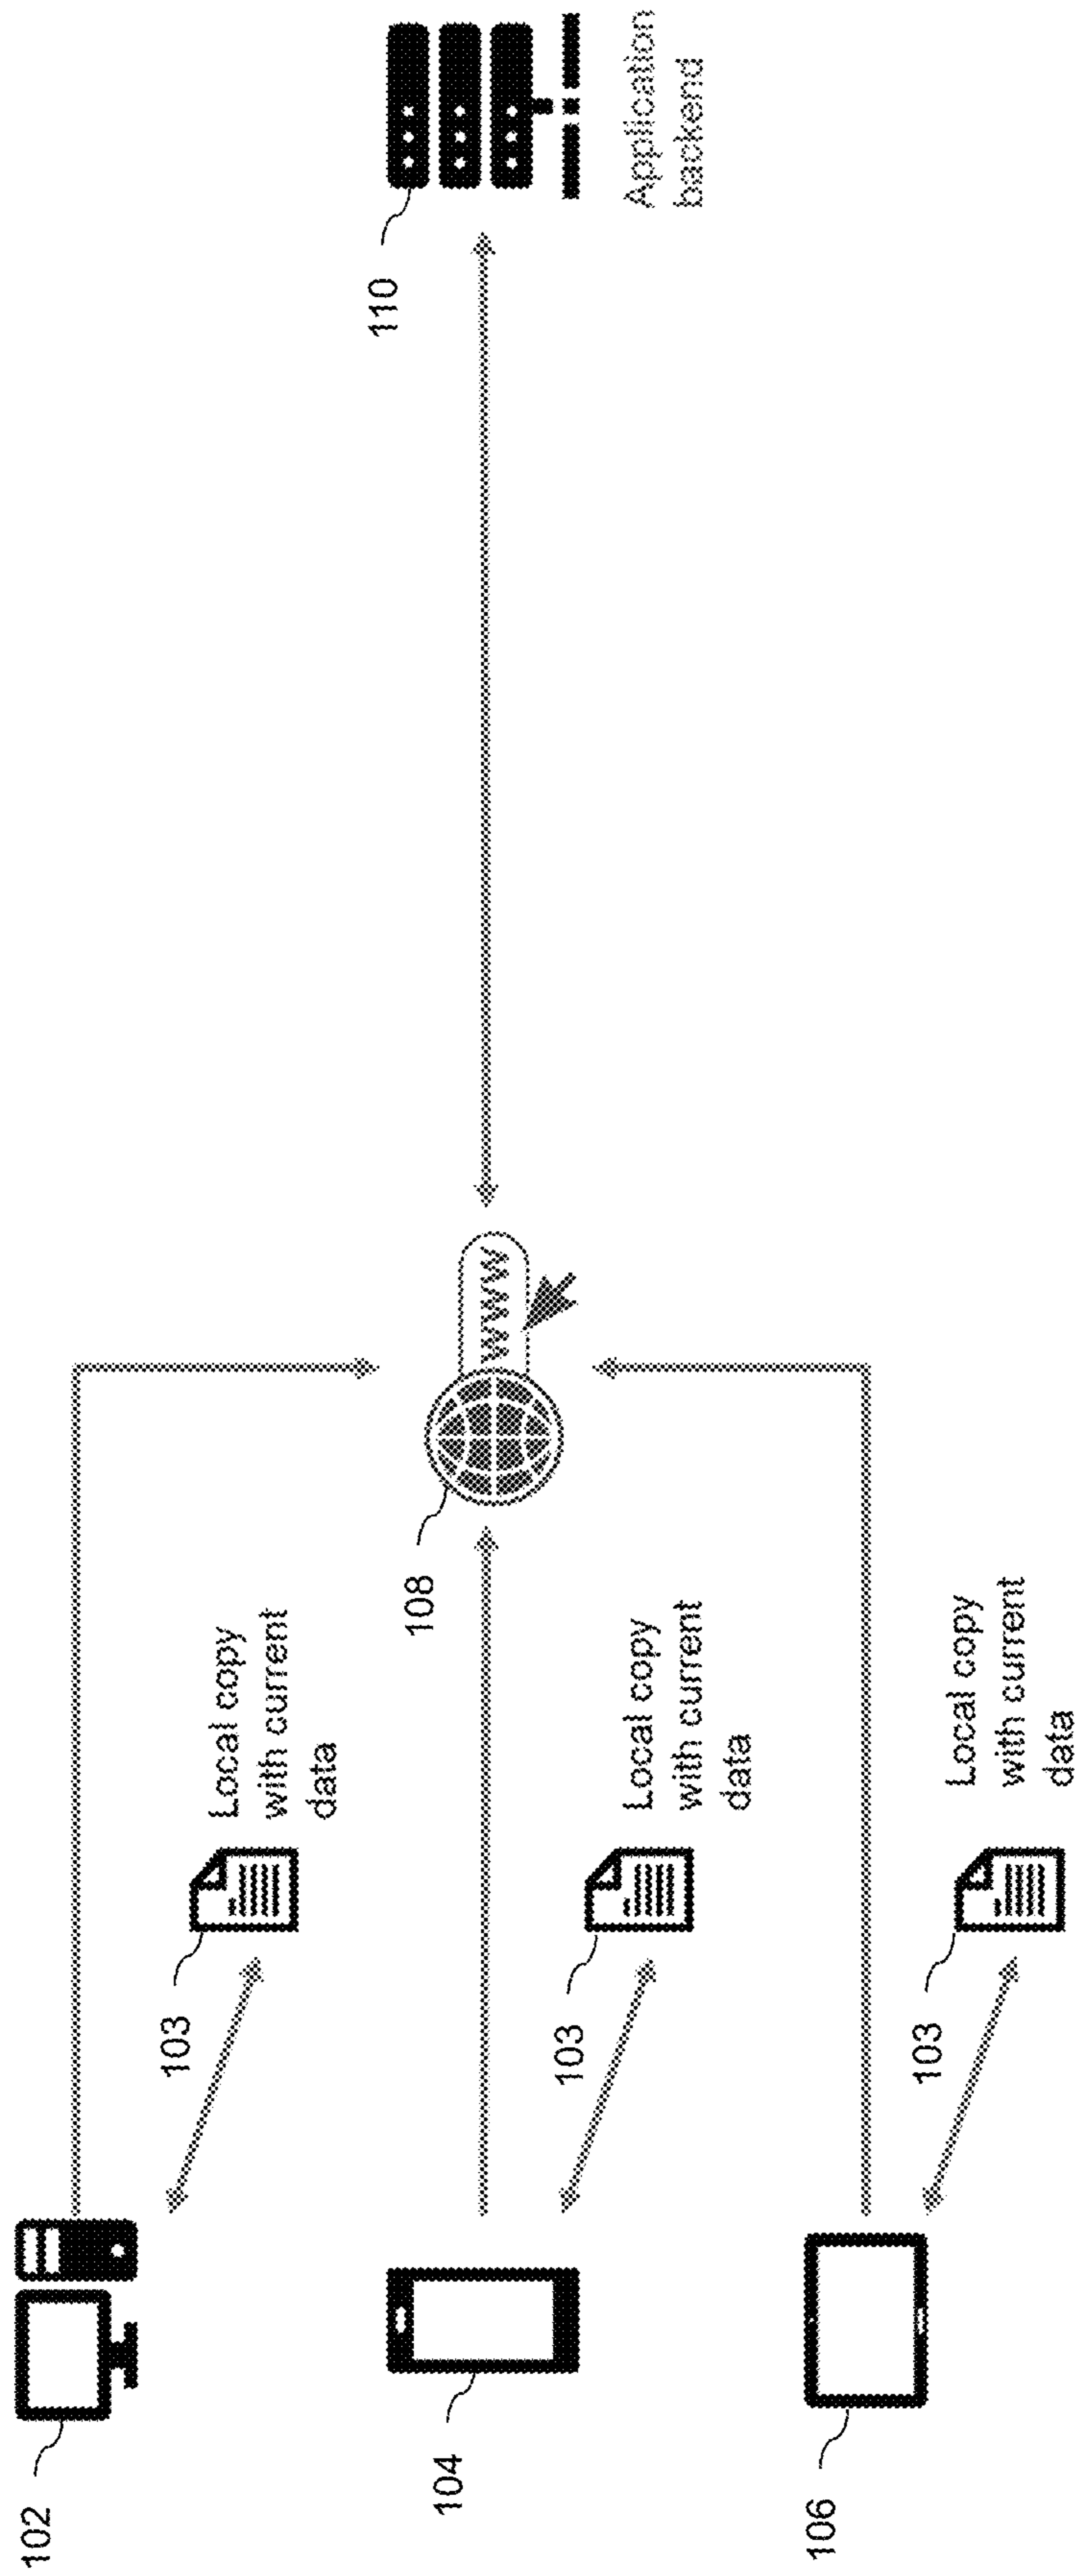 102
103
Local copy
with current
data
104
103
Local copy
with current
data
108
www
110
Application
backend
106
103
Local copy
with current
data